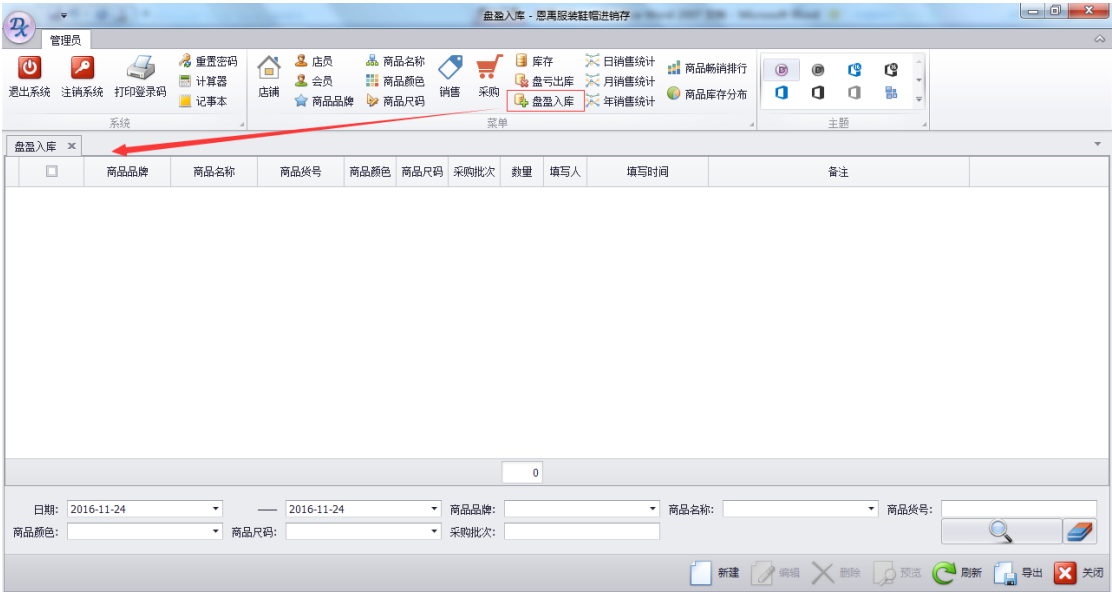 盘盈入库 - 恩禹服装鞋帽进销存
管理员
重置密码 店员 商品名称 库存 日销售统计 商品畅销排行
计算器 会员 商品颜色 盘亏出库 月销售统计
退出系统 注销系统 打印登录码 店铺 销售 采购 商品库存分布
记事本 商品品牌 商品尺码 盘盈入库 年销售统计
系统 菜单 主题
盘盈入库
商品品牌 商品名称 商品货号 商品颜色 商品尺码 采购批次 数量 填写人 填写时间 备注
0
日期: 2016-11-24 — 2016-11-24 商品品牌: 商品名称: 商品货号:
商品颜色: 商品尺码: 采购批次:
新建 编辑 删除 预览 刷新 导出 关闭